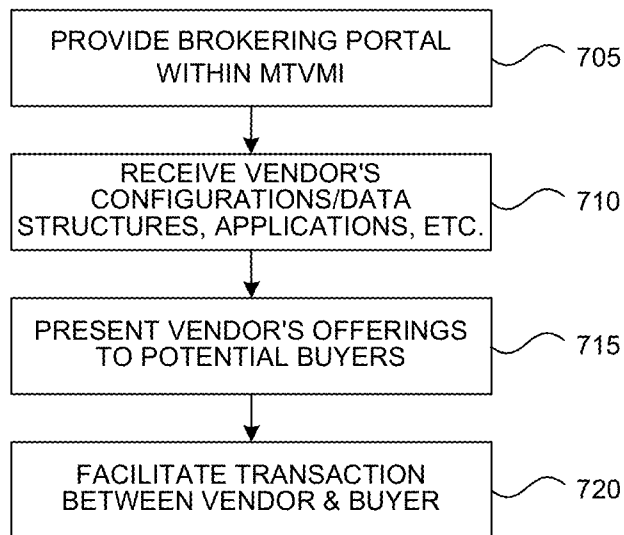 PROVIDE BROKERING PORTAL
WITHIN MTVMI
705
RECEIVE VENDOR'S
CONFIGURATIONS/DATA
STRUCTURES, APPLICATIONS, ETC.
710
PRESENT VENDOR'S OFFERINGS
TO POTENTIAL BUYERS
715
FACILITATE TRANSACTION
BETWEEN VENDOR & BUYER
720